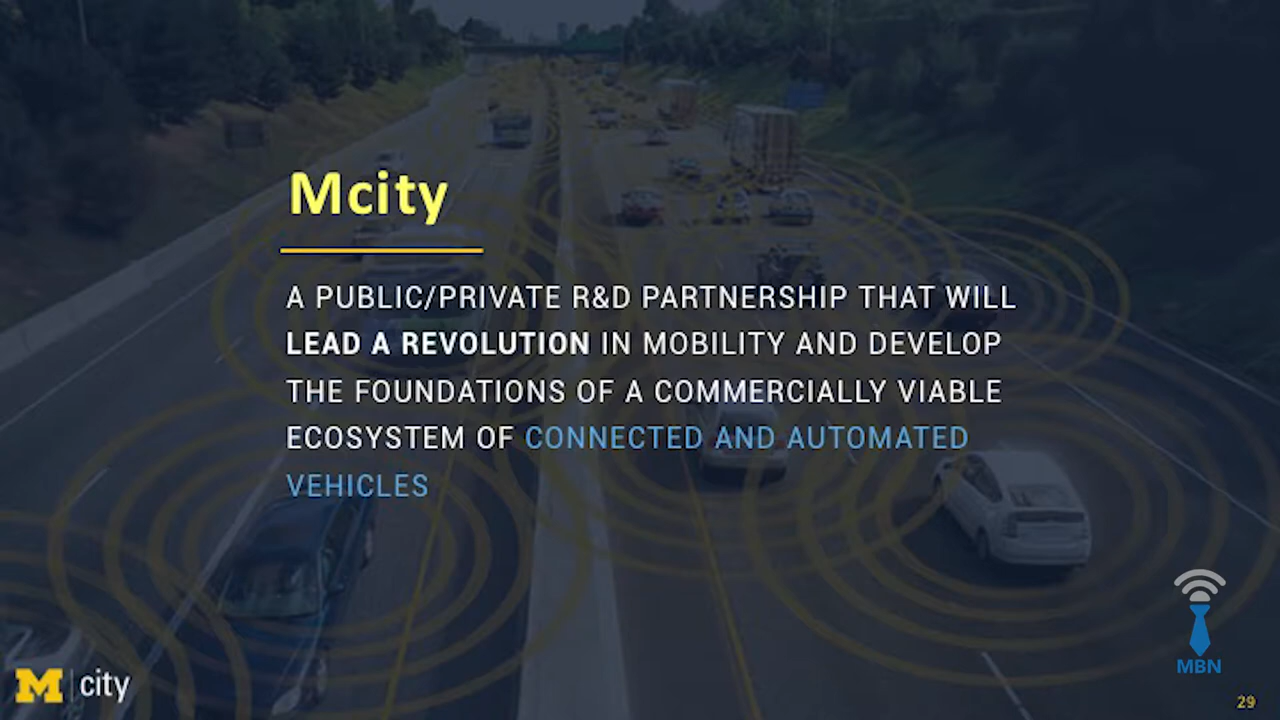 Mcity
A PUBLIC/PRIVATE R&D PARTNERSHIP THAT WILL
LEAD A REVOLUTION IN MOBILITY AND DEVELOP
THE FOUNDATIONS OF A COMMERCIALLY VIABLE
ECOSYSTEM OF CONNECTED AND AUTOMATED
VEHICLES
MBN
M city
29